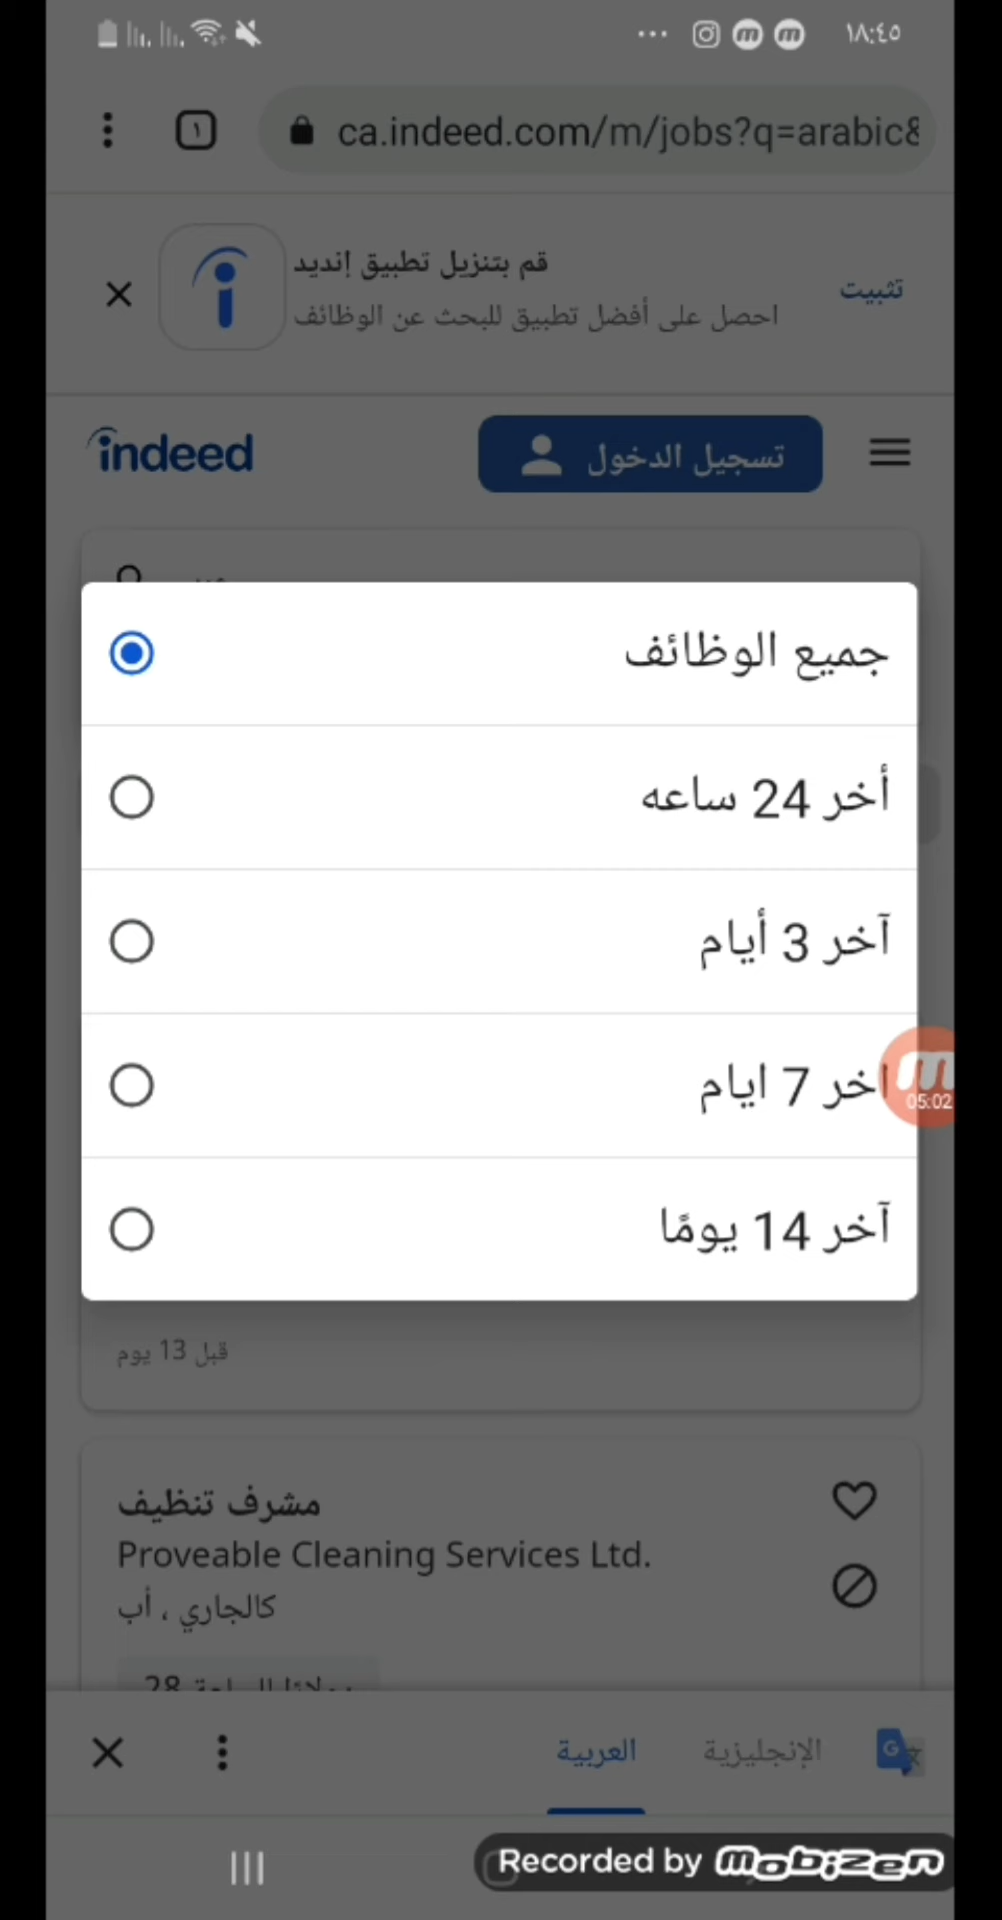 ١٨:٤٥
ca.indeed.com/m/jobs?q=arabic&
١
قم بتنزيل تطبيق إنديد
احصل على أفضل تطبيق للبحث عن الوظائف
تثبيت
indeed
تسجيل الدخول
جميع الوظائف
أخر 24 ساعه
آخر 3 أيام
اخر 7 ايام
05:02
آخر 14 يومًا
قبل 13 يوم
مشرف تنظيف
Proveable Cleaning Services Ltd.
كالجاري ، أب
28
الإنجليزية
العربية
Recorded by mobizen